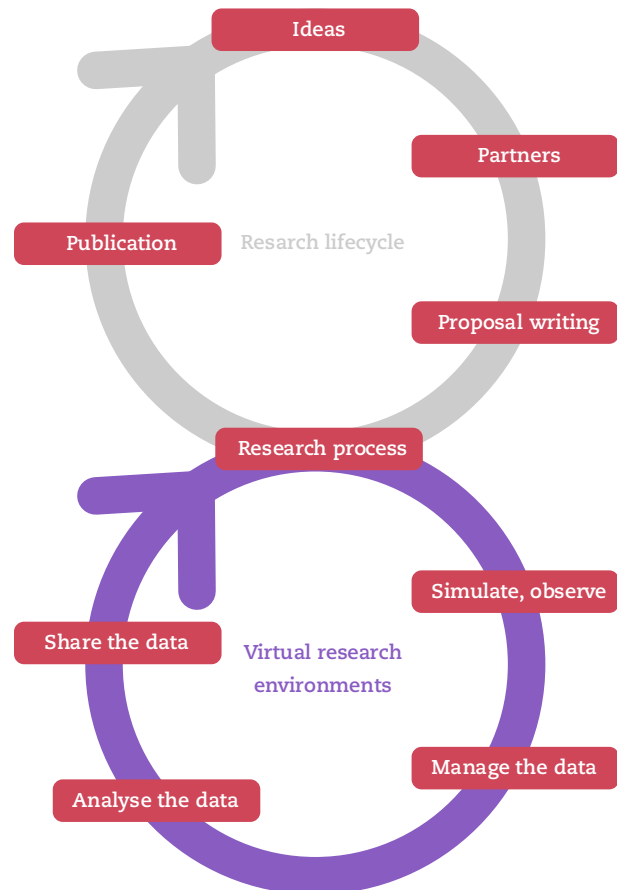 Ideas
Partners
Publication
Resarch lifecycle
Proposal writing
Research process
Simulate, observe
Share the data
Virtual research
environments
Manage the data
Analyse the data